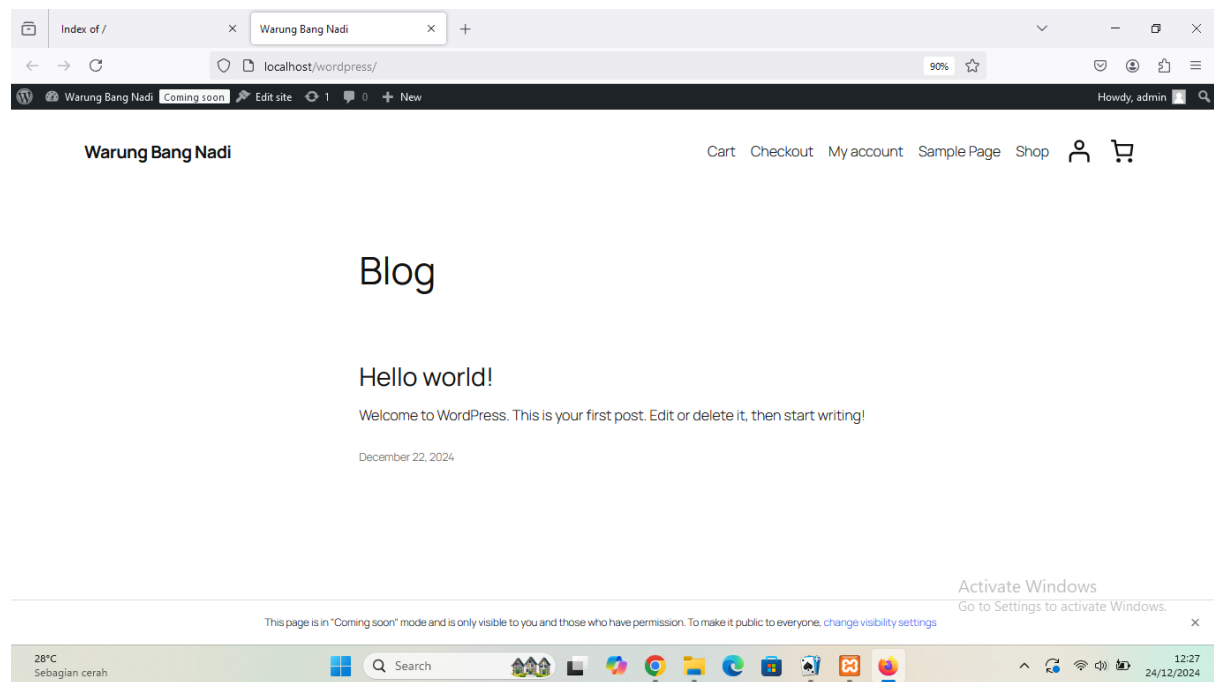 Index of /
Warung Bang Nadi
localhost/wordpress/
90%
Warung Bang Nadi Coming soon Edit site 1 0 New Howdy, admin
Warung Bang Nadi
Cart Checkout My account Sample Page Shop
Blog
Hello world!
Welcome to WordPress. This is your first post. Edit or delete it, then start writing!
December 22, 2024
Activate Windows
Go to Settings to activate Windows.
This page is in "Coming soon" mode and is only visible to you and those who have permission. To make it public to everyone, change visibility settings
28°C
Sebagian cerah
Search
12:27
24/12/2024